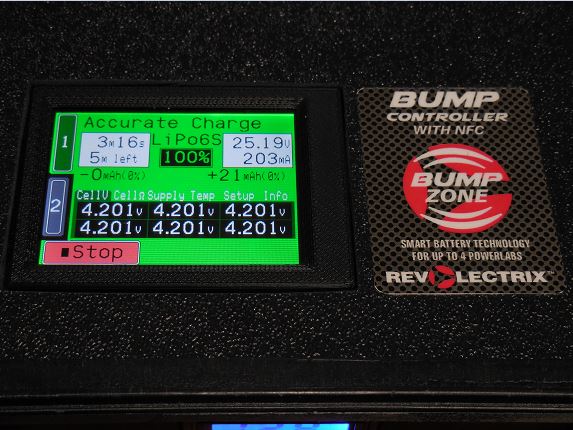 Accurate Charge
1
3m16s
LiPo6S
25.19V
5m left
100%
203mA
-0mAh(0%)
+21mAh(0%)
2
CellV CellΩ Supply Temp Setup Info
4.201v 4.201v 4.201v
4.201v 4.201v 4.201v
■Stop
BUMP
CONTROLLER
WITH NFC
BUMP
ZONE
SMART BATTERY TECHNOLOGY
FOR UP TO 4 POWERLABS
REVOLECTRIX™